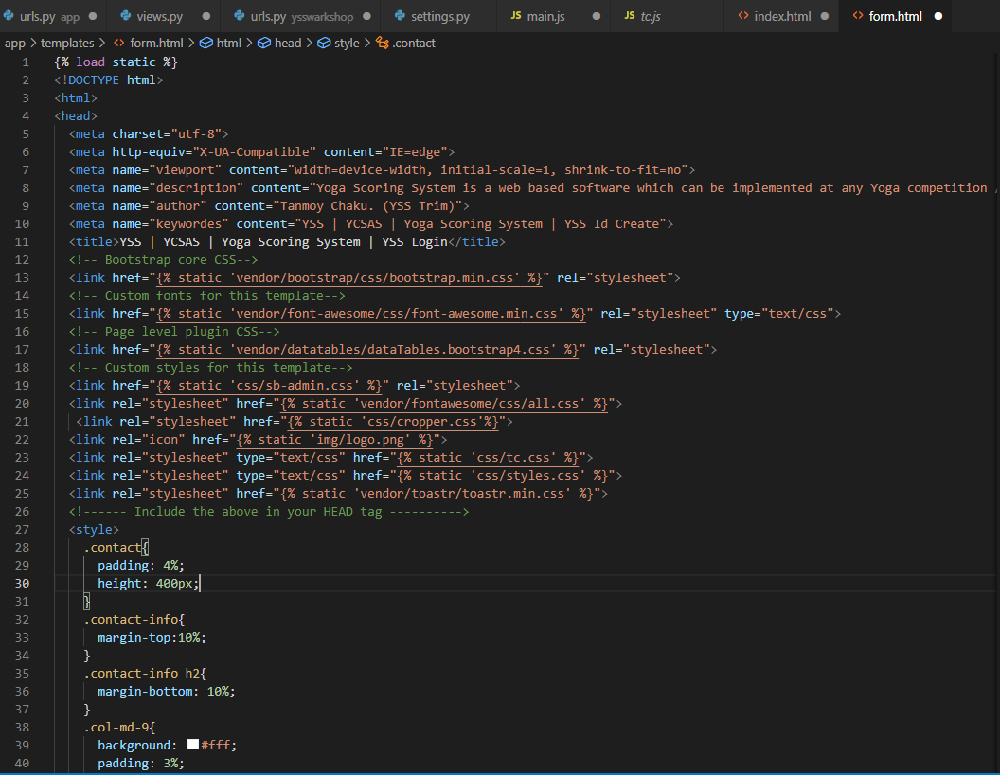 urls.py app ● views.py ● urls.py yssworkshop ● settings.py JS main.js ● JS tc.js <> index.html ● <> form.html ●
app > templates > <> form.html > html > head > style > .contact
1 {% load static %}
2 <!DOCTYPE html>
3 <html>
4 <head>
5 <meta charset="utf-8">
6 <meta http-equiv="X-UA-Compatible" content="IE=edge">
7 <meta name="viewport" content="width=device-width, initial-scale=1, shrink-to-fit=no">
8 <meta name="description" content="Yoga Scoring System is a web based software which can be implemented at any Yoga competition
9 <meta name="author" content="Tanmoy Chaku. (YSS Trim)">
10 <meta name="keywordes" content="YSS | YCSAS | Yoga Scoring System | YSS Id Create">
11 <title>YSS | YCSAS | Yoga Scoring System | YSS Login</title>
12 <!-- Bootstrap core CSS-->
13 <link href="{% static 'vendor/bootstrap/css/bootstrap.min.css' %}" rel="stylesheet">
14 <!-- Custom fonts for this template-->
15 <link href="{% static 'vendor/font-awesome/css/font-awesome.min.css' %}" rel="stylesheet" type="text/css">
16 <!-- Page level plugin CSS-->
17 <link href="{% static 'vendor/datatables/dataTables.bootstrap4.css' %}" rel="stylesheet">
18 <!-- Custom styles for this template-->
19 <link href="{% static 'css/sb-admin.css' %}" rel="stylesheet">
20 <link rel="stylesheet" href="{% static 'vendor/fontawesome/css/all.css' %}">
21 <link rel="stylesheet" href="{% static 'css/cropper.css'%}">
22 <link rel="icon" href="{% static 'img/logo.png' %}">
23 <link rel="stylesheet" type="text/css" href="{% static 'css/tc.css' %}">
24 <link rel="stylesheet" type="text/css" href="{% static 'css/styles.css' %}">
25 <link rel="stylesheet" href="{% static 'vendor/toastr/toastr.min.css' %}">
26 <!------ Include the above in your HEAD tag ---------->
27 <style>
28 .contact{
29 padding: 4%;
30 height: 400px;
31 }
32 .contact-info{
33 margin-top:10%;
34 }
35 .contact-info h2{
36 margin-bottom: 10%;
37 }
38 .col-md-9{
39 background: #fff;
40 padding: 3%;